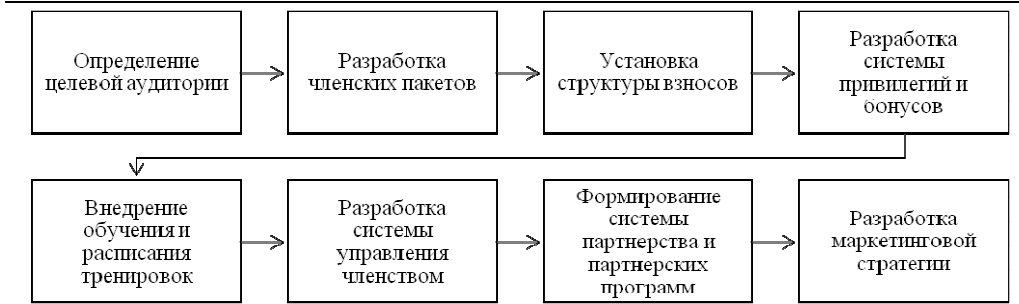 Определение
целевой аудитории
Разработка
членских пакетов
Установка
структуры взносов
Разработка
системы
привилегий и
бонусов
Внедрение
обучения и
расписания
тренировок
Разработка
системы
управления
членством
Формирование
системы
партнерства и
партнерских
программ
Разработка
маркетинговой
стратегии